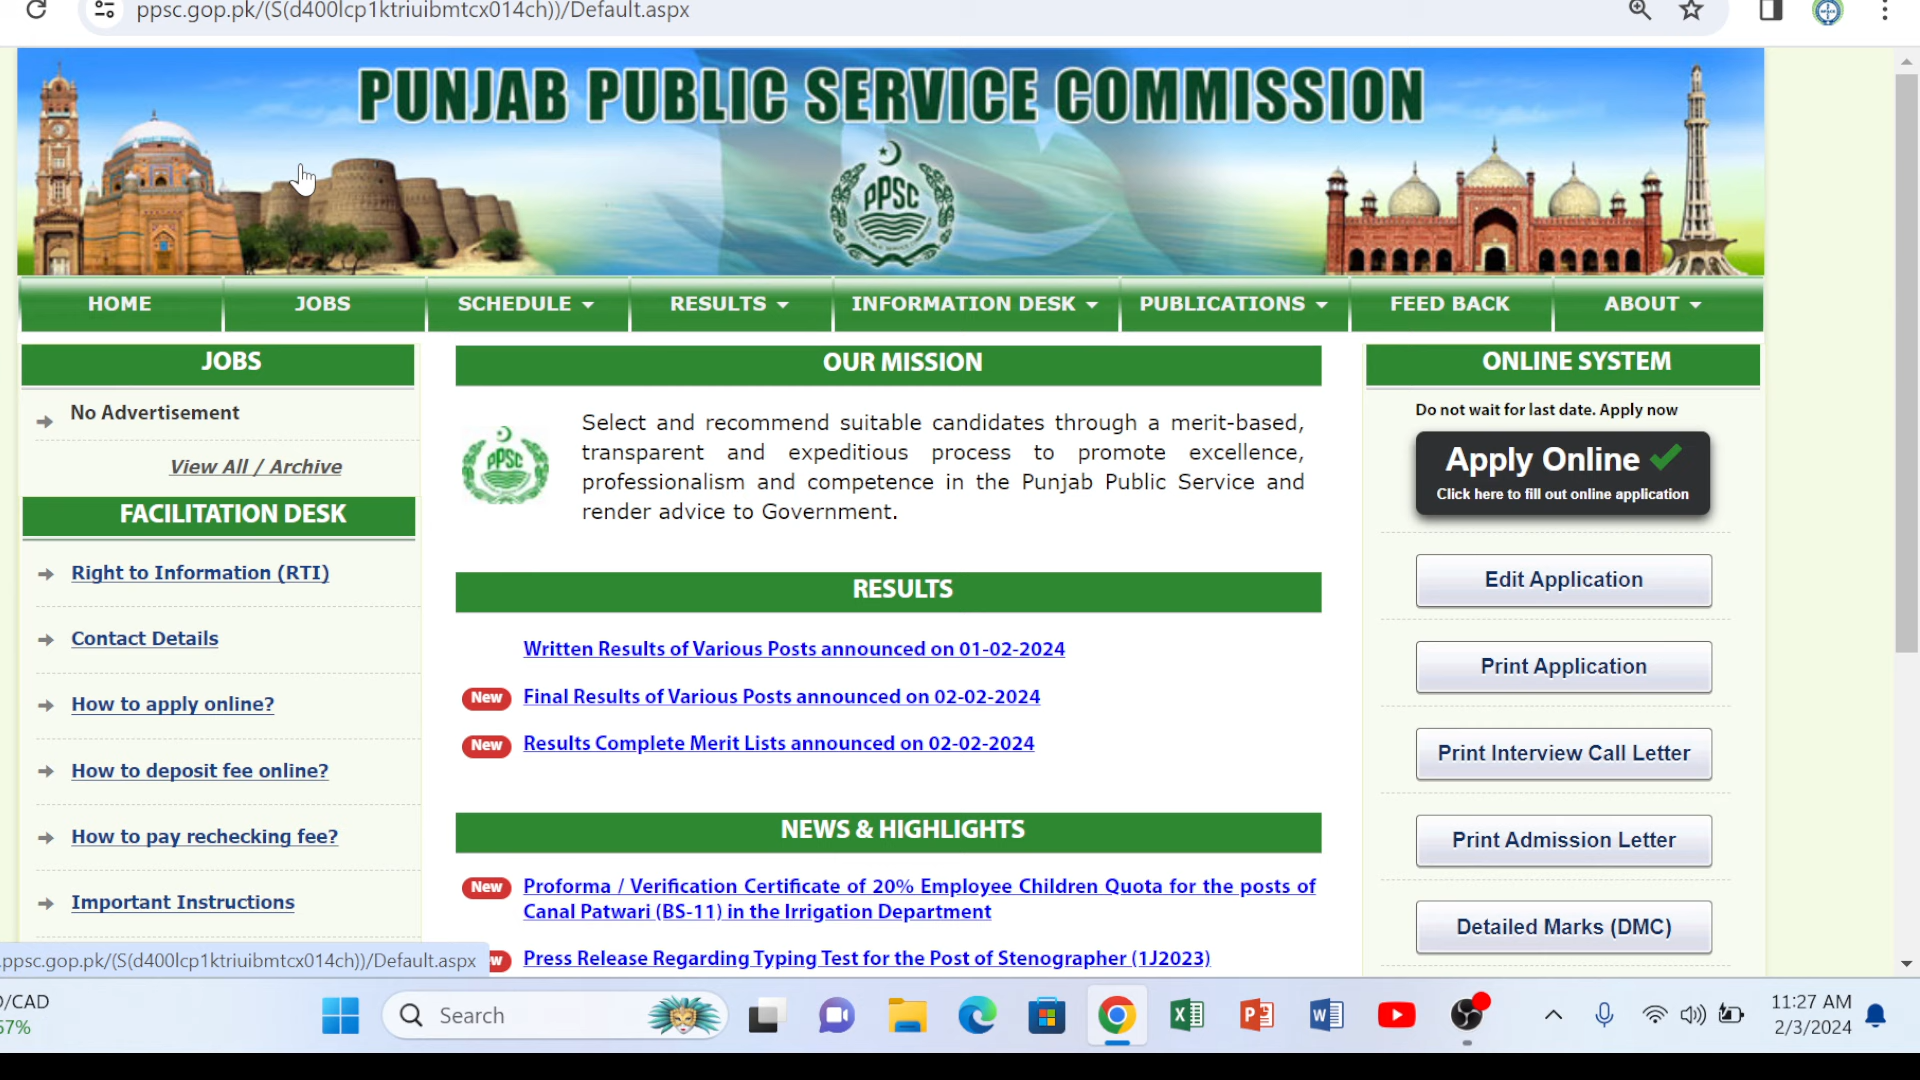 ppsc.gop.pk/(S(d400lcp1ktriuibmtcx014ch))/Default.aspx
PUNJAB PUBLIC SERVICE COMMISSION
PPSC
HOME
JOBS
SCHEDULE
RESULTS
INFORMATION DESK
PUBLICATIONS
FEED BACK
ABOUT
JOBS
No Advertisement
View All / Archive
FACILITATION DESK
Right to Information (RTI)
Contact Details
How to apply online?
How to deposit fee online?
How to pay rechecking fee?
Important Instructions
OUR MISSION
PPSC
Select and recommend suitable candidates through a merit-based,
transparent and expeditious process to promote excellence,
professionalism and competence in the Punjab Public Service and
render advice to Government.
RESULTS
Written Results of Various Posts announced on 01-02-2024
New Final Results of Various Posts announced on 02-02-2024
New Results Complete Merit Lists announced on 02-02-2024
NEWS & HIGHLIGHTS
New Proforma / Verification Certificate of 20% Employee Children Quota for the posts of
Canal Patwari (BS-11) in the Irrigation Department
Press Release Regarding Typing Test for the Post of Stenographer (1J2023)
ONLINE SYSTEM
Do not wait for last date. Apply now
Apply Online
Click here to fill out online application
Edit Application
Print Application
Print Interview Call Letter
Print Admission Letter
Detailed Marks (DMC)
.ppsc.gop.pk/(S(d400lcp1ktriuibmtcx014ch))/Default.aspx
/CAD
57%
Search
11:27 AM
2/3/2024